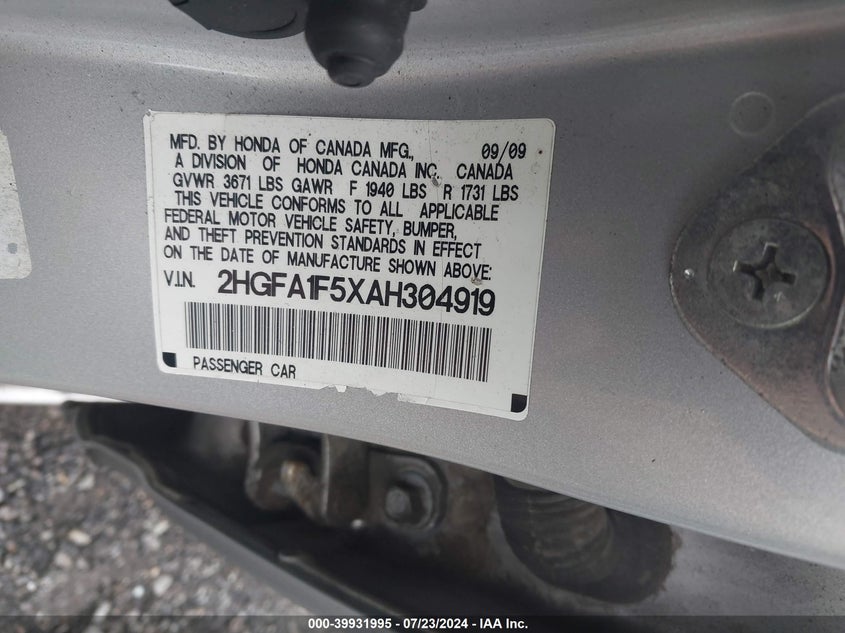 MFD. BY HONDA OF CANADA MFG., 09/09
A DIVISION OF HONDA CANADA INC. CANADA
GVWR 3671 LBS GAWR F 1940 LBS R 1731 LBS
THIS VEHICLE CONFORMS TO ALL APPLICABLE
FEDERAL MOTOR VEHICLE SAFETY, BUMPER,
AND THEFT PREVENTION STANDARDS IN EFFECT
ON THE DATE OF MANUFACTURE SHOWN ABOVE:
V.I.N. 2HGFA1F5XAH304919
PASSENGER CAR
000-39931995 - 07/23/2024 - IAA Inc.